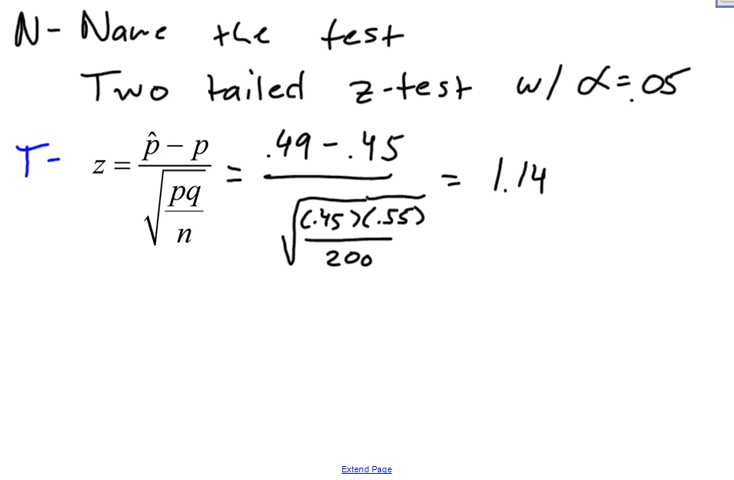 N- Name the test
Two tailed z-test w/ α=.05
T- z = p̂ − p / √(pq/n) = .49 - .45 / √((.45)(.55)/200) = 1.14
Extend Page